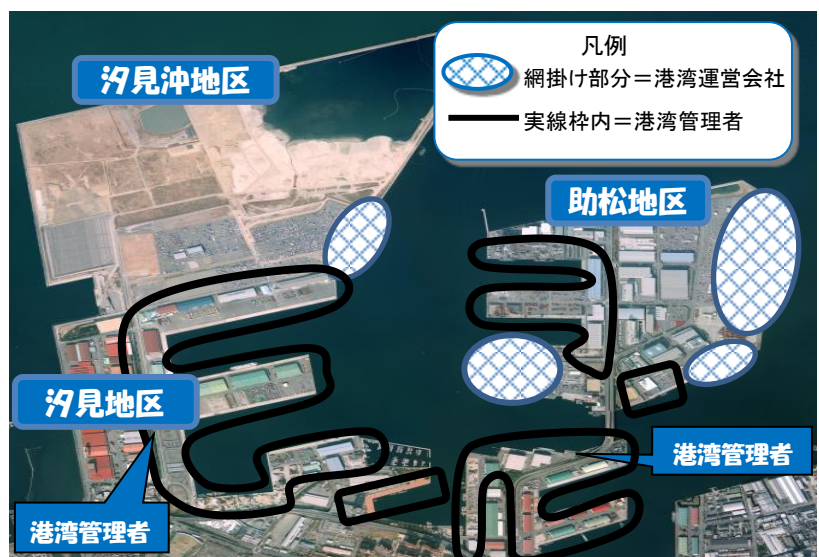 汐見沖地区
凡例
網掛け部分＝港湾運営会社
実線枠内＝港湾管理者
助松地区
汐見地区
港湾管理者
港湾管理者